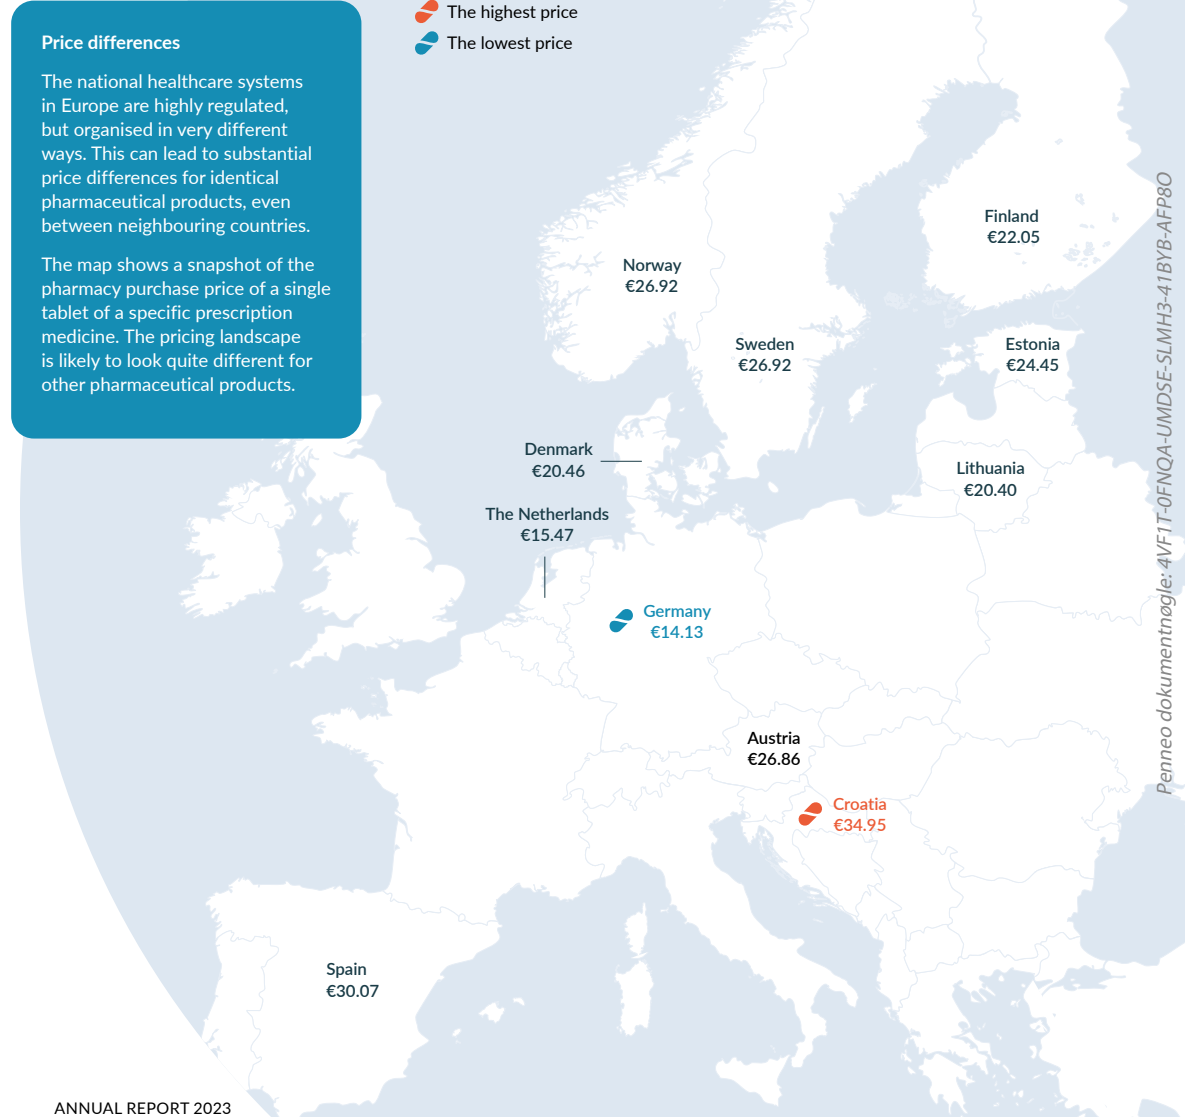 Price differences
The national healthcare systems
in Europe are highly regulated,
but organised in very different
ways. This can lead to substantial
price differences for identical
pharmaceutical products, even
between neighbouring countries.
The map shows a snapshot of the
pharmacy purchase price of a single
tablet of a specific prescription
medicine. The pricing landscape
is likely to look quite different for
other pharmaceutical products.
The highest price
The lowest price
Finland
€22.05
Norway
€26.92
Sweden
€26.92
Estonia
€24.45
Denmark
€20.46
Lithuania
€20.40
The Netherlands
€15.47
Germany
€14.13
Austria
€26.86
Croatia
€34.95
Spain
€30.07
ANNUAL REPORT 2023
Penneo dokumentnøgle: 4VF1T-0FNQA-UMDSE-SLMH3-41BYB-AFP8O